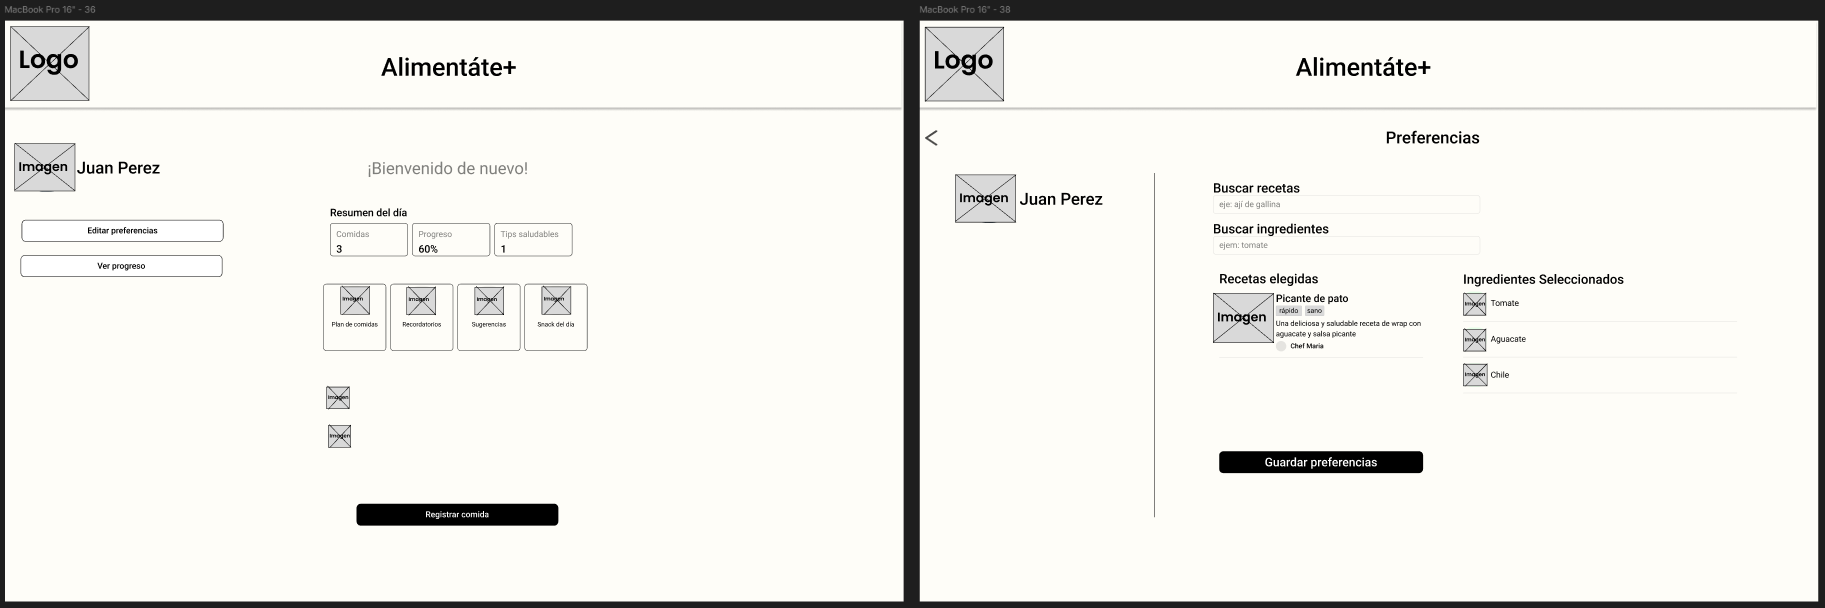 MacBook Pro 16" - 36
Logo
Alimentáte+
Imagen
Juan Perez
¡Bienvenido de nuevo!
Editar preferencias
Ver progreso
Resumen del día
Comidas
3
Progreso
60%
Tips saludables
1
Imagen
Plan de comidas
Imagen
Recordatorios
Imagen
Sugerencias
Imagen
Snack del día
Imagen
Imagen
Registrar comida
MacBook Pro 16" - 38
Logo
Alimentáte+
Preferencias
Imagen
Juan Perez
Buscar recetas
eje: ají de gallina
Buscar ingredientes
ejem: tomate
Recetas elegidas
Imagen
Picante de pato
rápido sano
Una deliciosa y saludable receta de wrap con
aguacate y salsa picante
Chef Maria
Ingredientes Seleccionados
Imagen
Tomate
Imagen
Aguacate
Imagen
Chile
Guardar preferencias